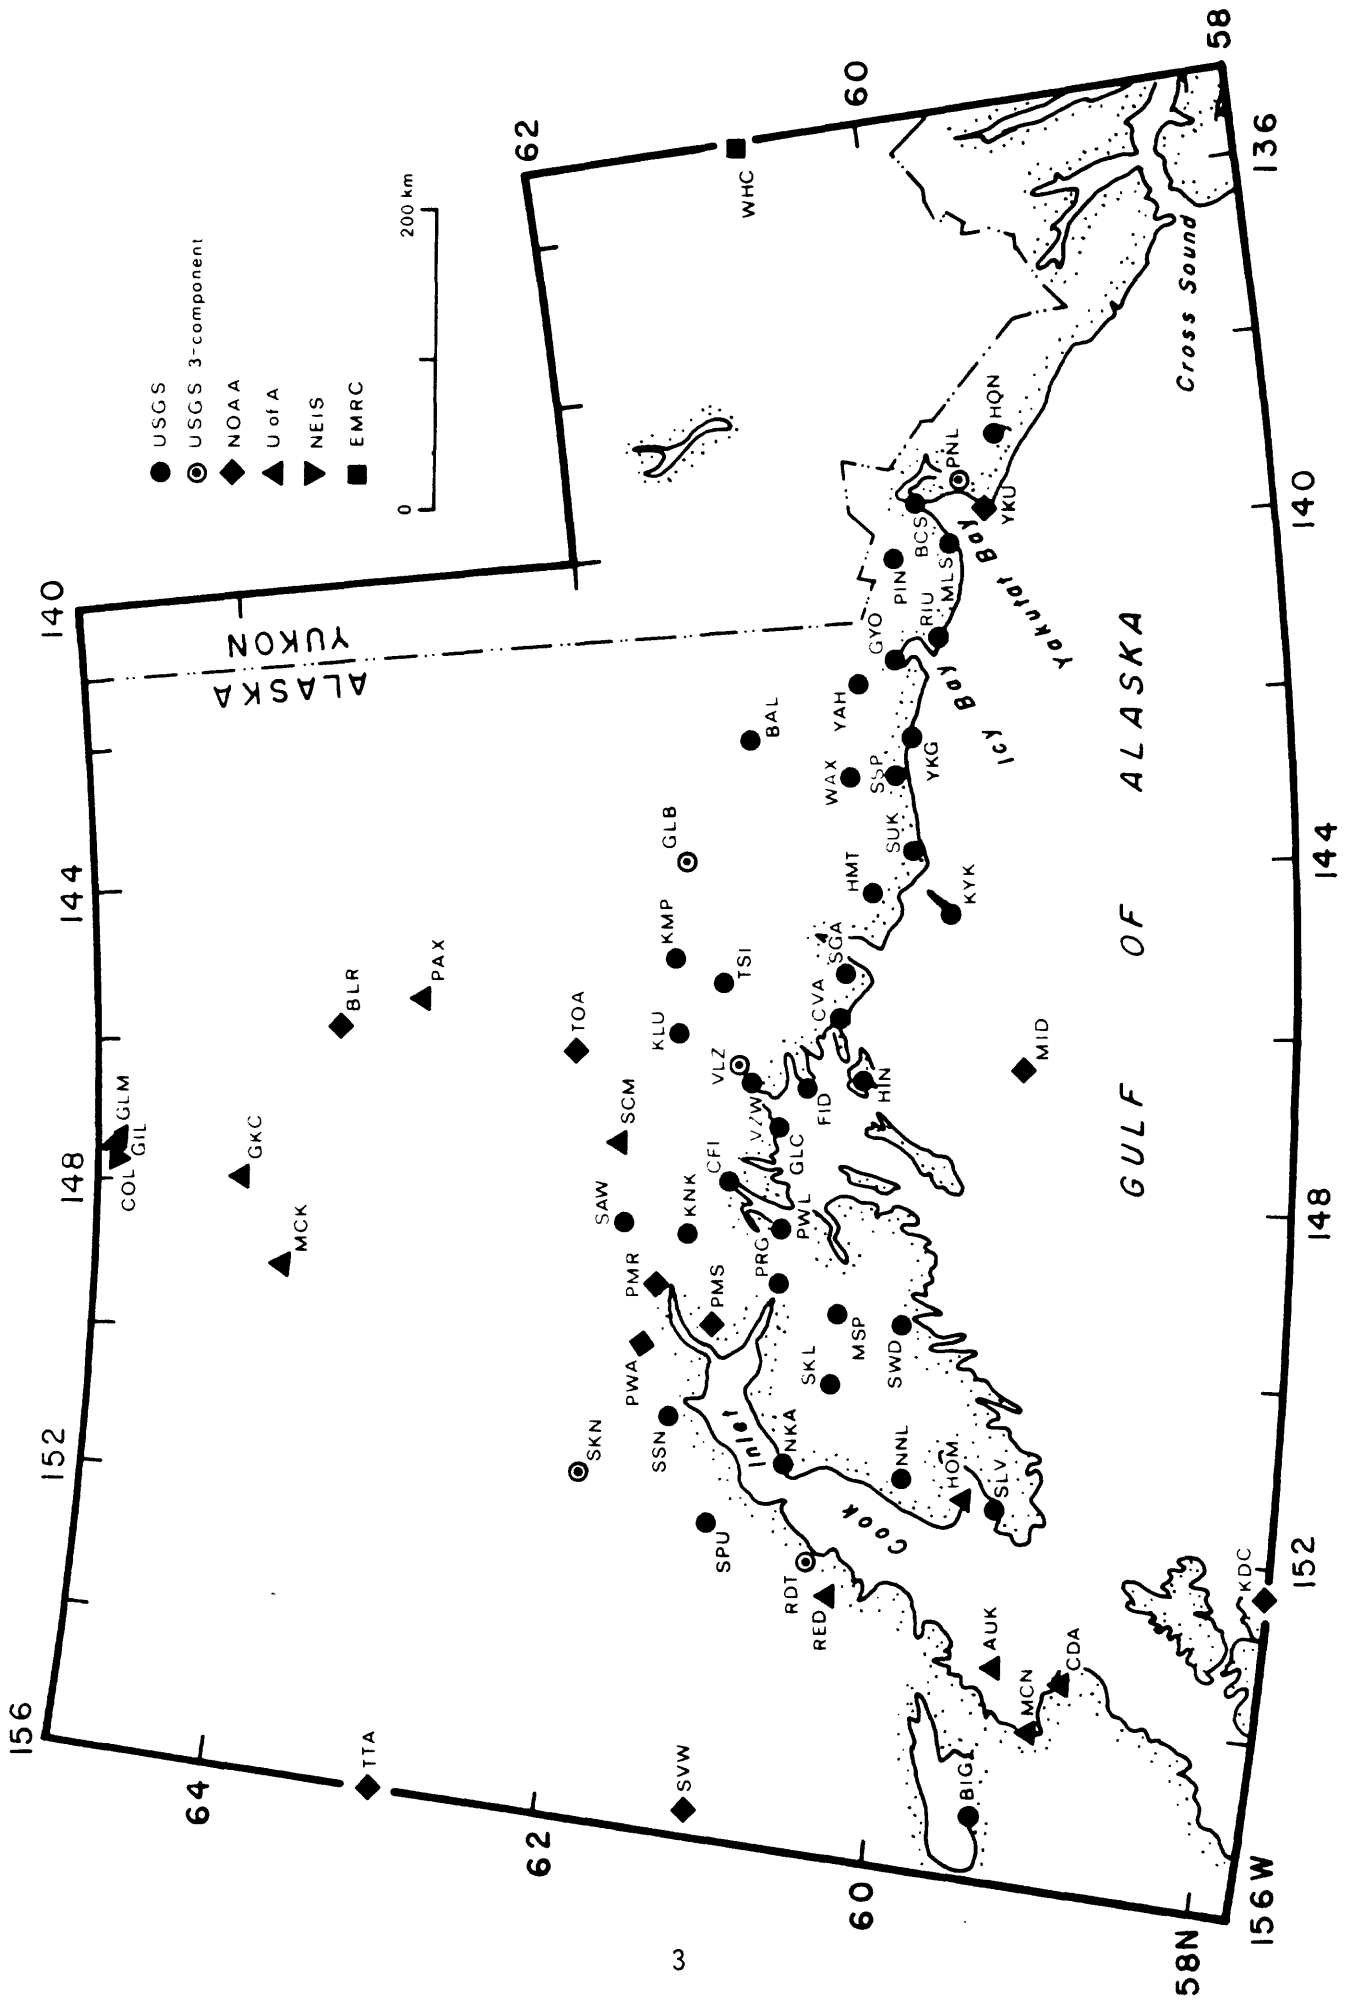 156
152
148
144
140
64
62
60
58N
156 W
152
148
144
140
136
58
60
62
USGS
USGS 3-component
NOAA
U of A
NEIS
EMRC
0
200 km
ALASKA
YUKON
COL
GIL
GLM
GKC
MCK
BLR
PAX
TTA
SVW
TOA
SCM
SAW
KNK
PMR
PMS
PWA
SKN
SSN
SPU
RDT
RED
KLU
KMP
TSI
GLB
BAL
VLZ
VZW
CFI
GLC
FID
HIN
PWL
PRG
MSP
SKL
SWD
NKA
NNL
HOM
SLV
AUK
MCN
CDA
BIG
KDC
CVA
SGA
HMT
SUK
KYK
MID
WAX
SSP
YKG
YAH
GYO
RIU
PIN
MLS
BCS
PNL
YKU
HQN
WHC
Cook Inlet
Icy Bay
Yakutat Bay
Cross Sound
GULF OF ALASKA
3